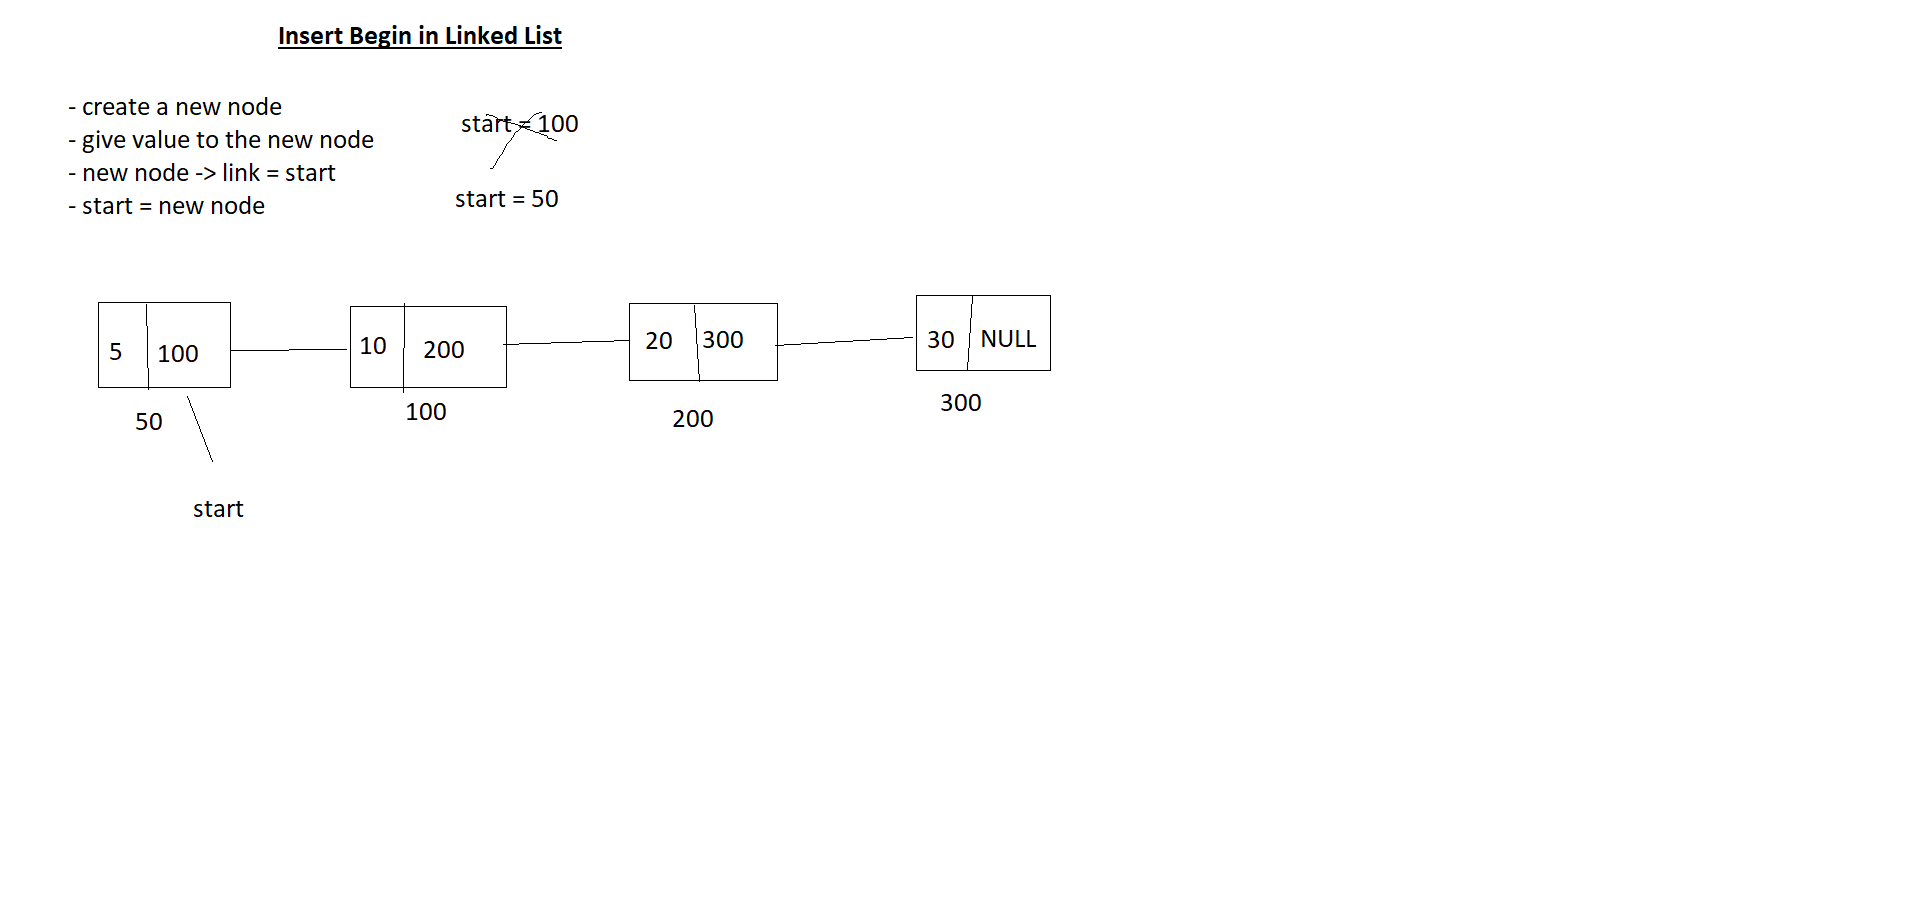 Insert Begin in Linked List
- create a new node
- give value to the new node
- new node -> link = start
- start = new node
start = 100
start = 50
5 100 10 200 20 300 30 NULL
50 100 200 300
start